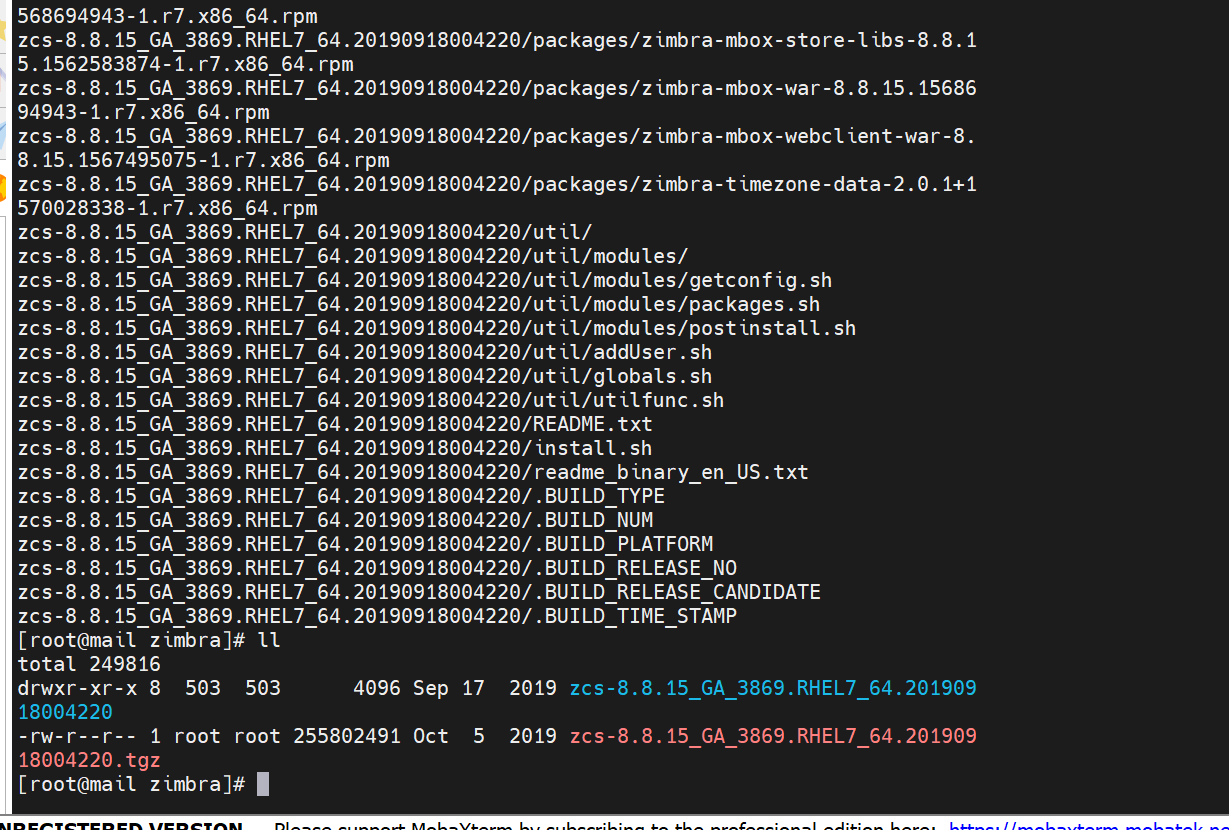 568694943-1.r7.x86_64.rpm
zcs-8.8.15_GA_3869.RHEL7_64.20190918004220/packages/zimbra-mbox-store-libs-8.8.1
5.1562583874-1.r7.x86_64.rpm
zcs-8.8.15_GA_3869.RHEL7_64.20190918004220/packages/zimbra-mbox-war-8.8.15.15686
94943-1.r7.x86_64.rpm
zcs-8.8.15_GA_3869.RHEL7_64.20190918004220/packages/zimbra-mbox-webclient-war-8.
8.15.1567495075-1.r7.x86_64.rpm
zcs-8.8.15_GA_3869.RHEL7_64.20190918004220/packages/zimbra-timezone-data-2.0.1+1
570028338-1.r7.x86_64.rpm
zcs-8.8.15_GA_3869.RHEL7_64.20190918004220/util/
zcs-8.8.15_GA_3869.RHEL7_64.20190918004220/util/modules/
zcs-8.8.15_GA_3869.RHEL7_64.20190918004220/util/modules/getconfig.sh
zcs-8.8.15_GA_3869.RHEL7_64.20190918004220/util/modules/packages.sh
zcs-8.8.15_GA_3869.RHEL7_64.20190918004220/util/modules/postinstall.sh
zcs-8.8.15_GA_3869.RHEL7_64.20190918004220/util/addUser.sh
zcs-8.8.15_GA_3869.RHEL7_64.20190918004220/util/globals.sh
zcs-8.8.15_GA_3869.RHEL7_64.20190918004220/util/utilfunc.sh
zcs-8.8.15_GA_3869.RHEL7_64.20190918004220/README.txt
zcs-8.8.15_GA_3869.RHEL7_64.20190918004220/install.sh
zcs-8.8.15_GA_3869.RHEL7_64.20190918004220/readme_binary_en_US.txt
zcs-8.8.15_GA_3869.RHEL7_64.20190918004220/.BUILD_TYPE
zcs-8.8.15_GA_3869.RHEL7_64.20190918004220/.BUILD_NUM
zcs-8.8.15_GA_3869.RHEL7_64.20190918004220/.BUILD_PLATFORM
zcs-8.8.15_GA_3869.RHEL7_64.20190918004220/.BUILD_RELEASE_NO
zcs-8.8.15_GA_3869.RHEL7_64.20190918004220/.BUILD_RELEASE_CANDIDATE
zcs-8.8.15_GA_3869.RHEL7_64.20190918004220/.BUILD_TIME_STAMP
[root@mail zimbra]# ll
total 249816
drwxr-xr-x 8  503  503      4096 Sep 17  2019 zcs-8.8.15_GA_3869.RHEL7_64.201909
18004220
-rw-r--r-- 1 root root 255802491 Oct  5  2019 zcs-8.8.15_GA_3869.RHEL7_64.201909
18004220.tgz
[root@mail zimbra]#
NREGISTERED VERSION - Please support MobaXterm by subscribing to the professional edition here: https://mobaxterm.mobatek.ne